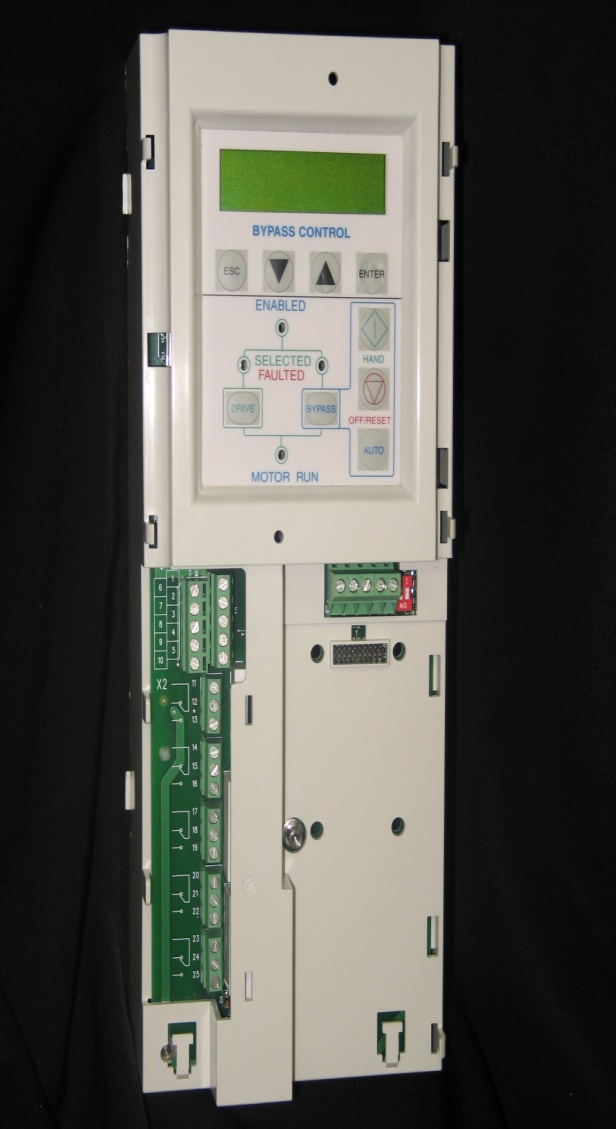 BYPASS CONTROL
ESC
ENTER
ENABLED
HAND
SELECTED
FAULTED
DRIVE
BYPASS
OFF/RESET
AUTO
MOTOR RUN
1
6
2
7
3
8
4
9
5
10
X2
11
12
13
14
15
16
17
18
19
20
21
22
23
24
25